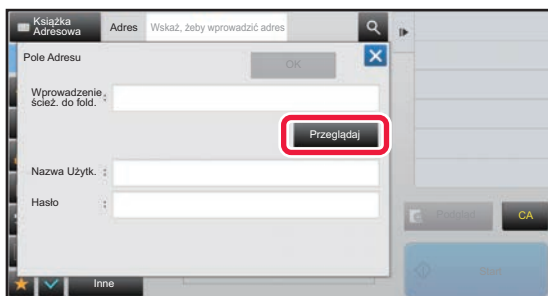 Książka
Adresowa
Adres
Wskaż, żeby wprowadzić adres
Pole Adresu
OK
Wprowadzenie
ścież. do fold. :
Przeglądaj
Nazwa Użytk. :
Hasło :
CA
Start
Inne